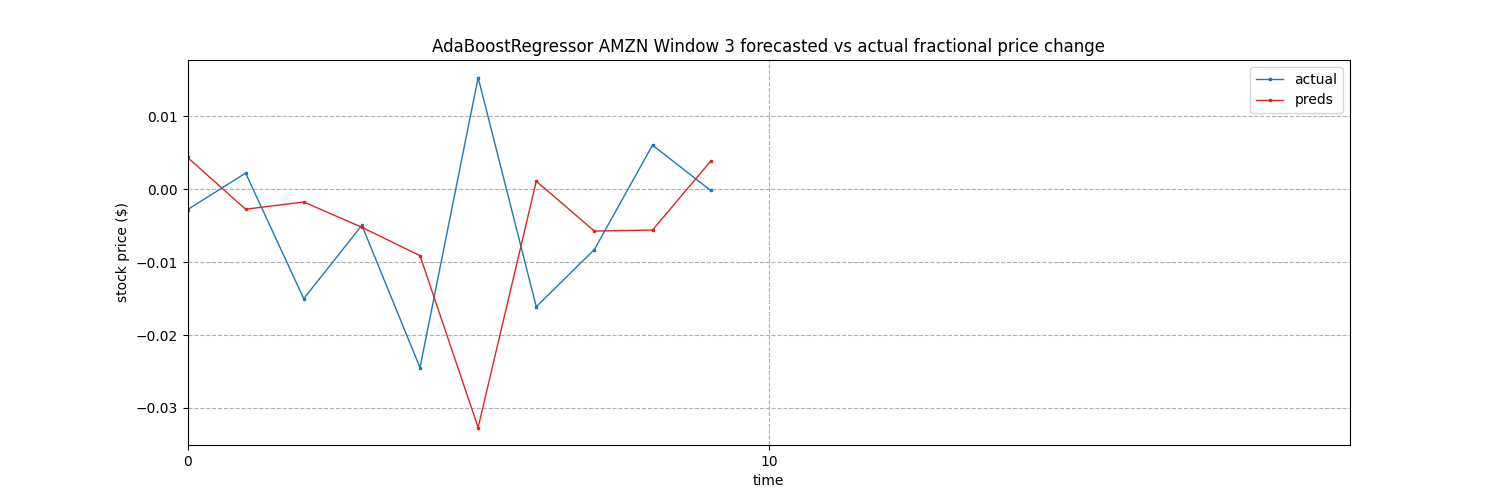 AdaBoostRegressor AMZN Window 3 forecasted vs actual fractional price change
actual
preds
0.01
0.00
−0.01
−0.02
−0.03
stock price ($)
0
10
time